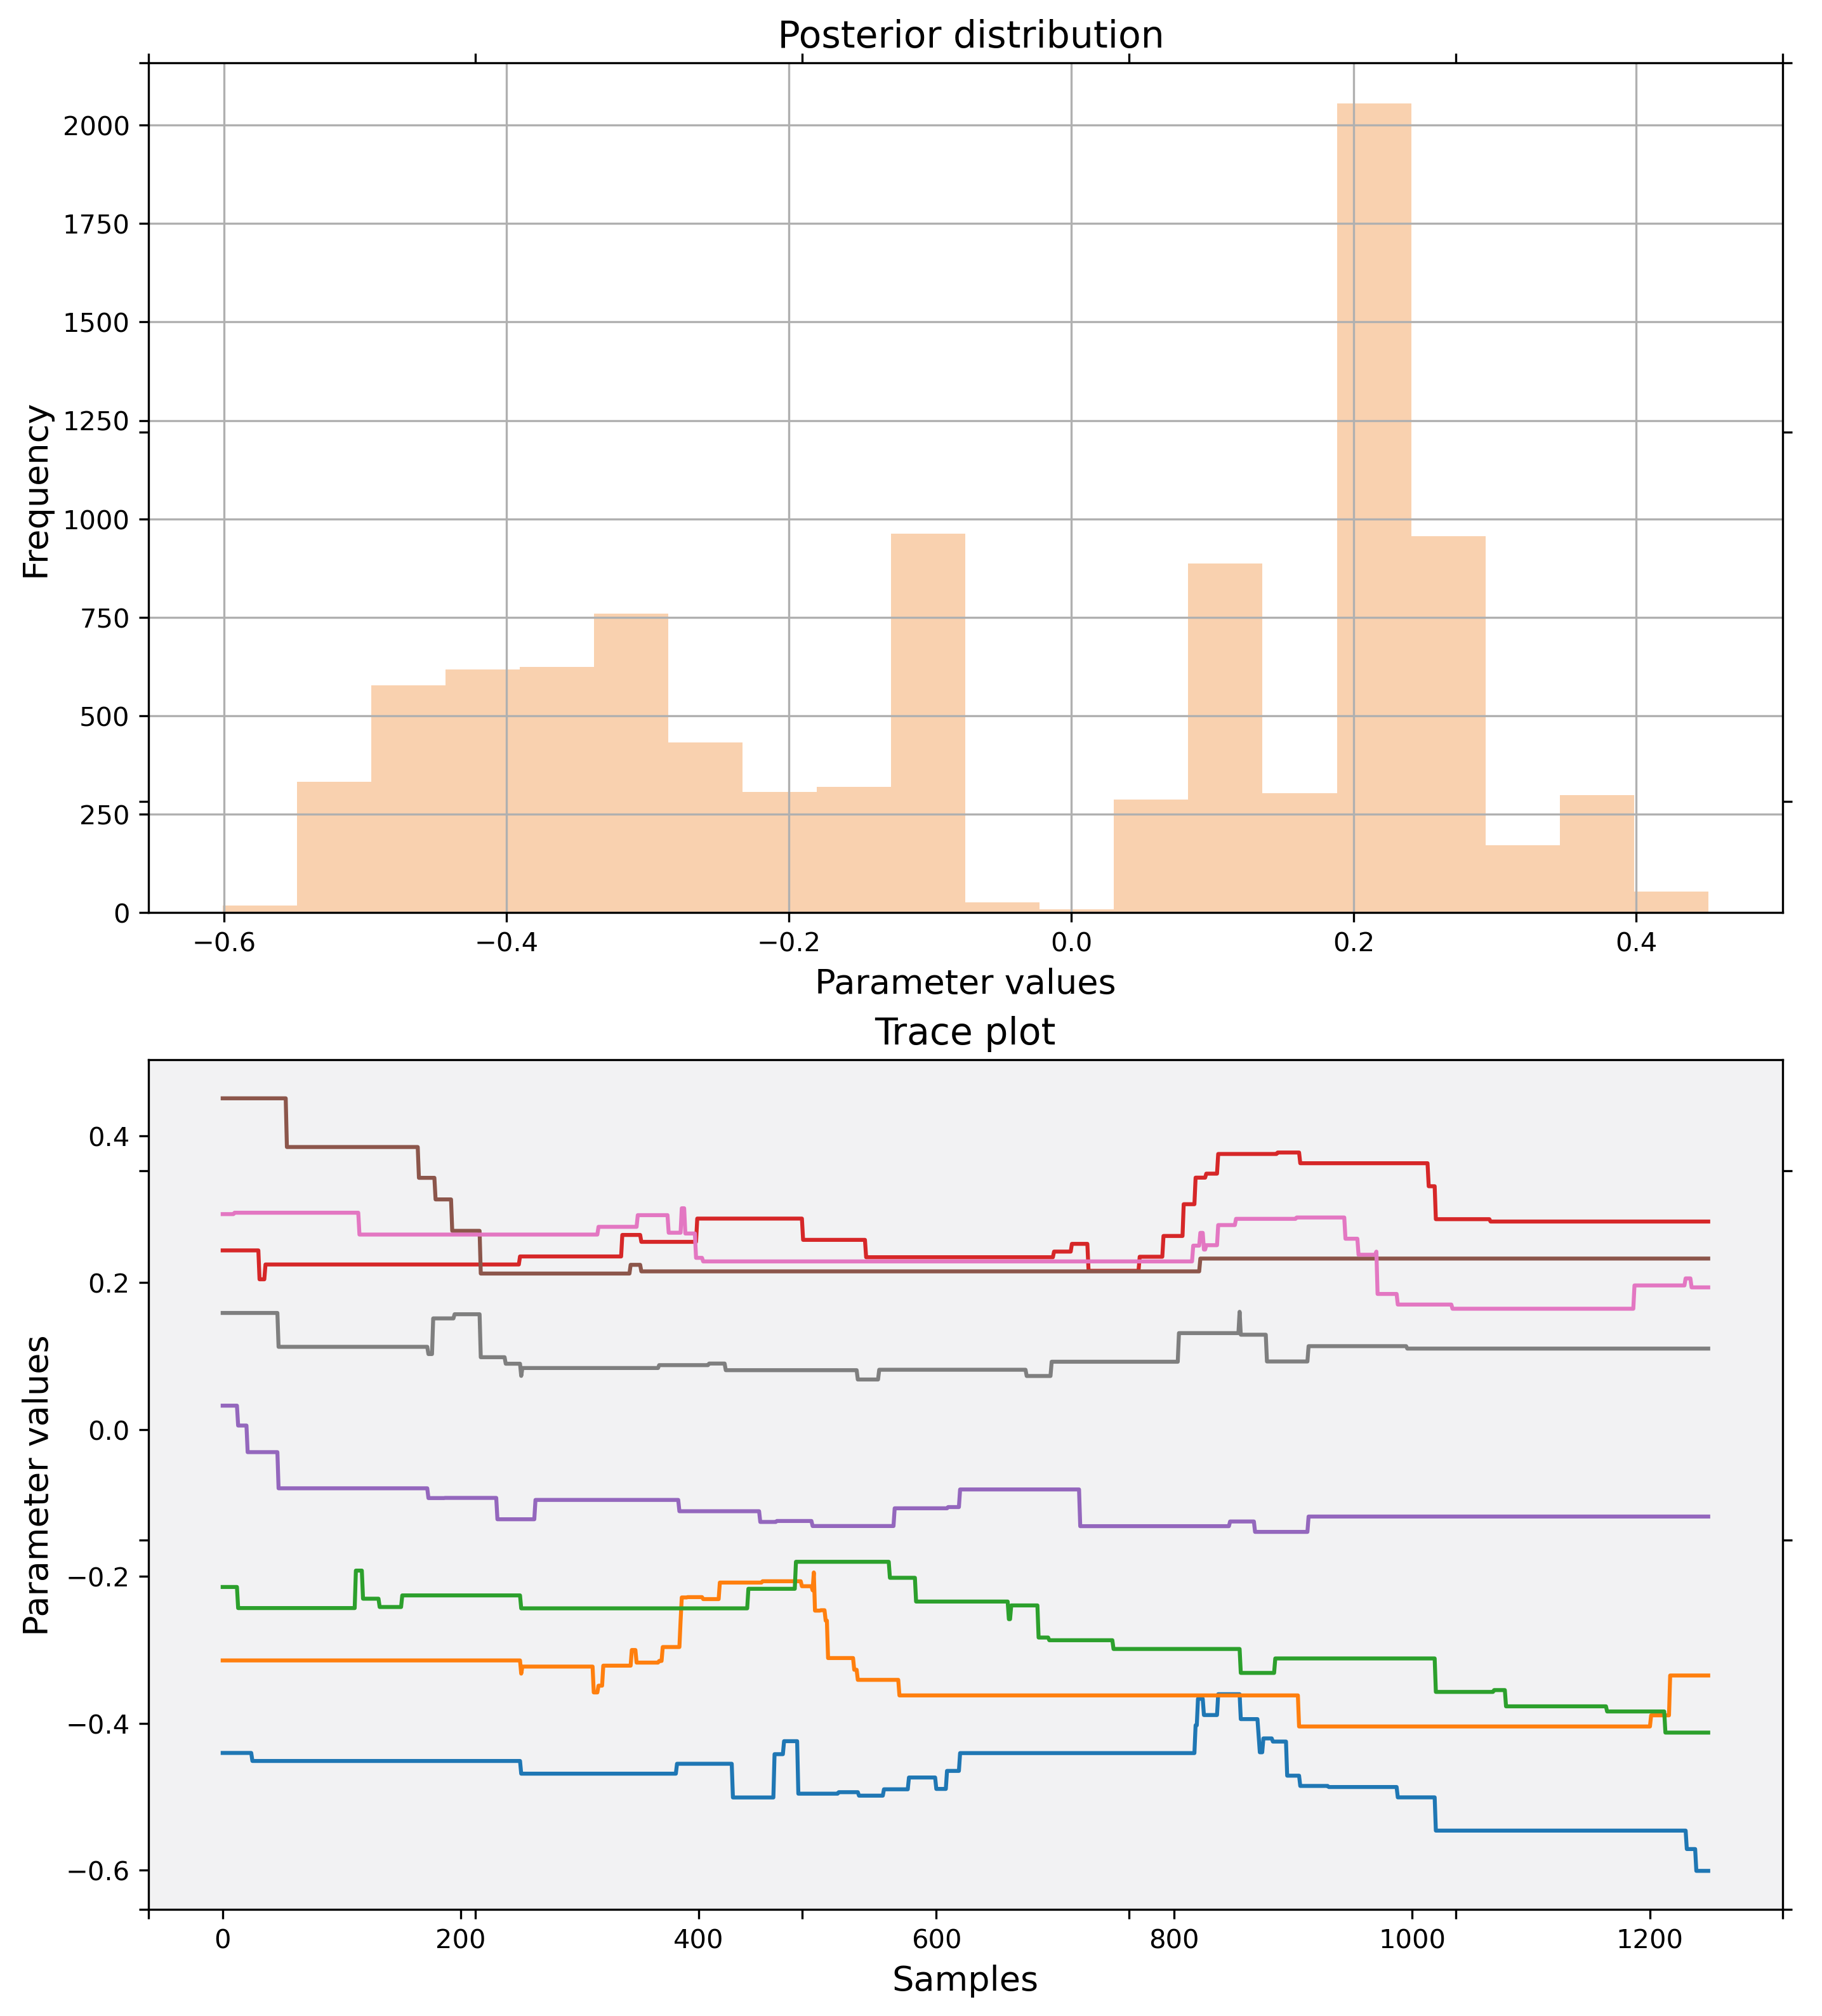 Posterior distribution
Frequency
2000
1750
1500
1250
1000
750
500
250
0
−0.6 −0.4 −0.2 0.0 0.2 0.4
Parameter values
Trace plot
Parameter values
0.4
0.2
0.0
−0.2
−0.4
−0.6
0 200 400 600 800 1000 1200
Samples